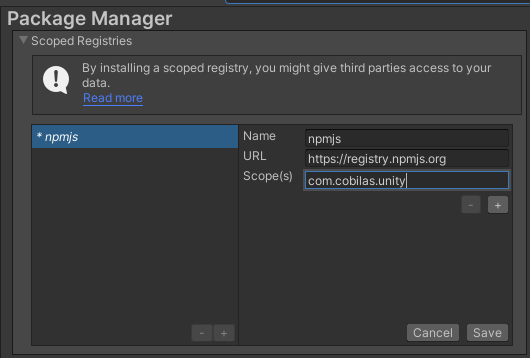 Package Manager
Scoped Registries
By installing a scoped registry, you might give third parties access to your
data.
Read more
* npmjs
Name npmjs
URL https://registry.npmjs.org
Scope(s) com.cobilas.unity
- +
- +
Cancel Save